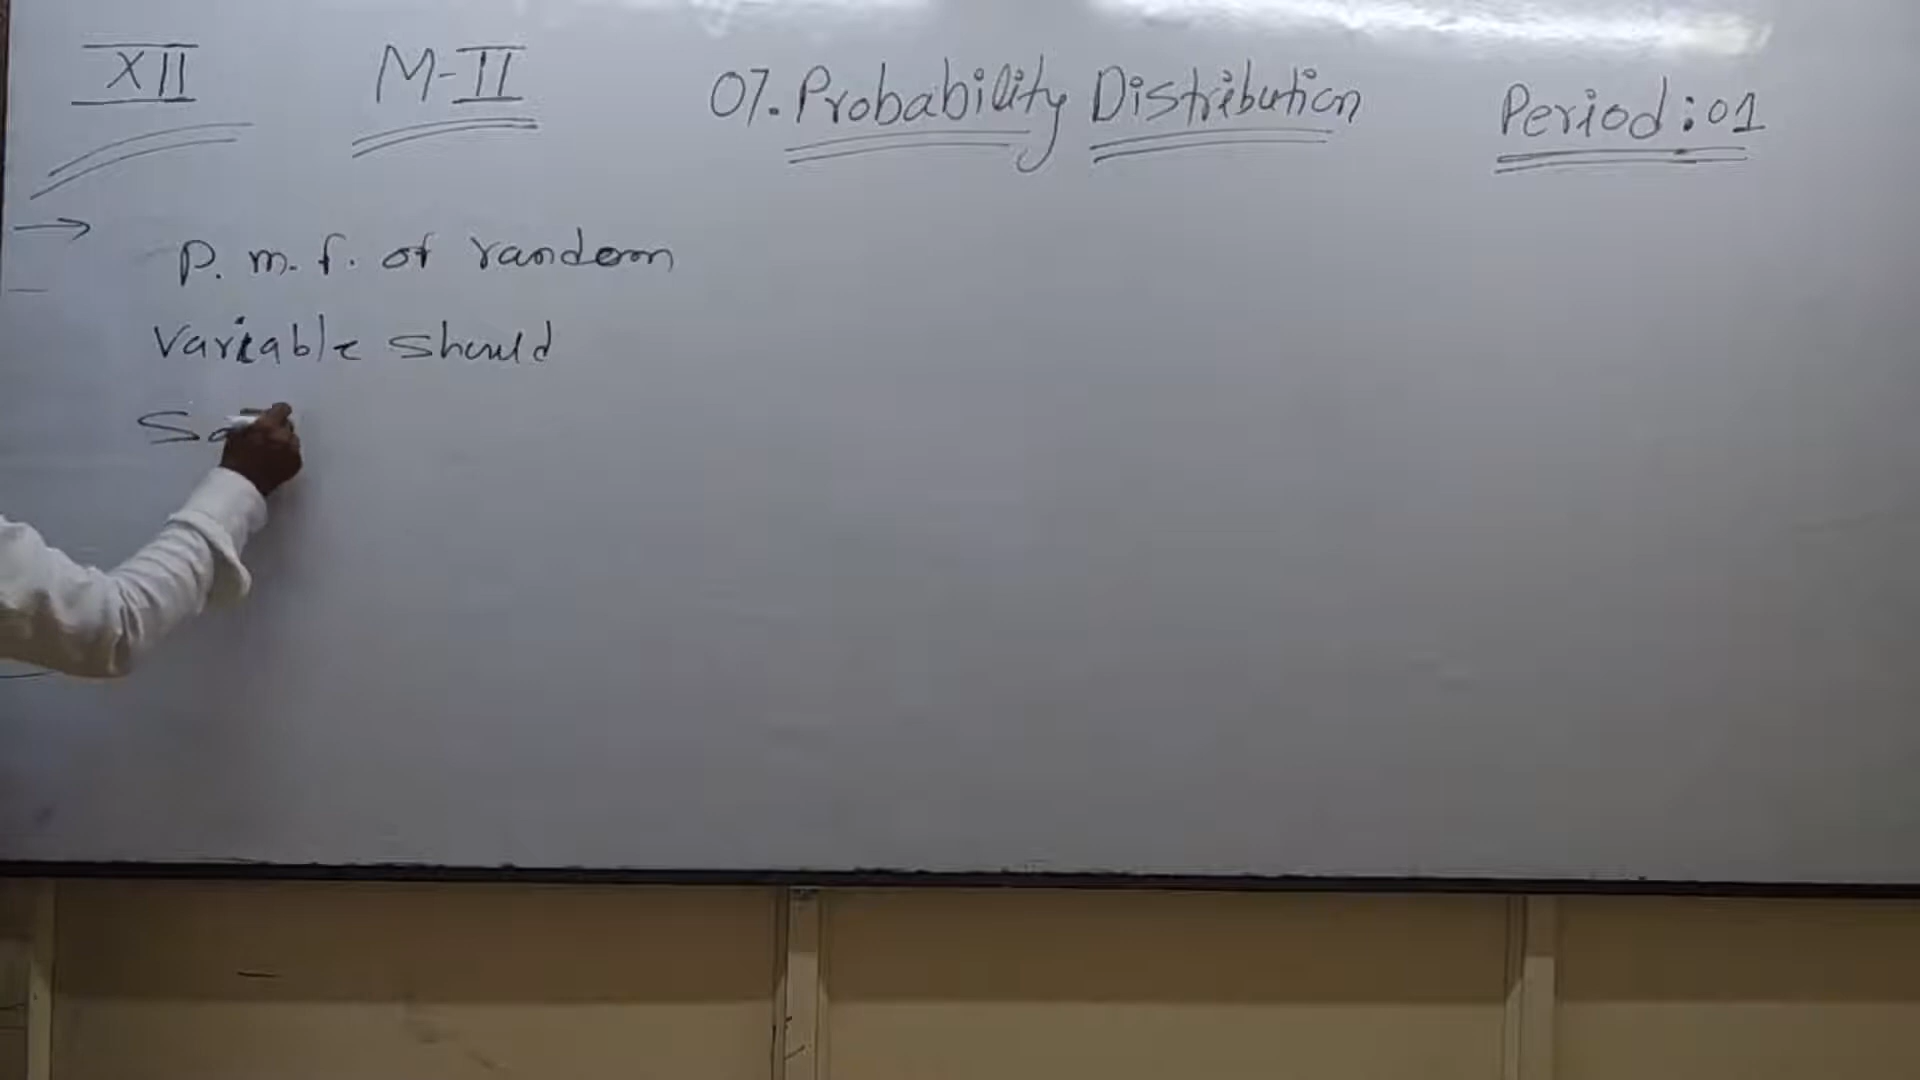 XII M-II 07. Probability Distribution Period : 01
→ P. m. f. of random
Variable should